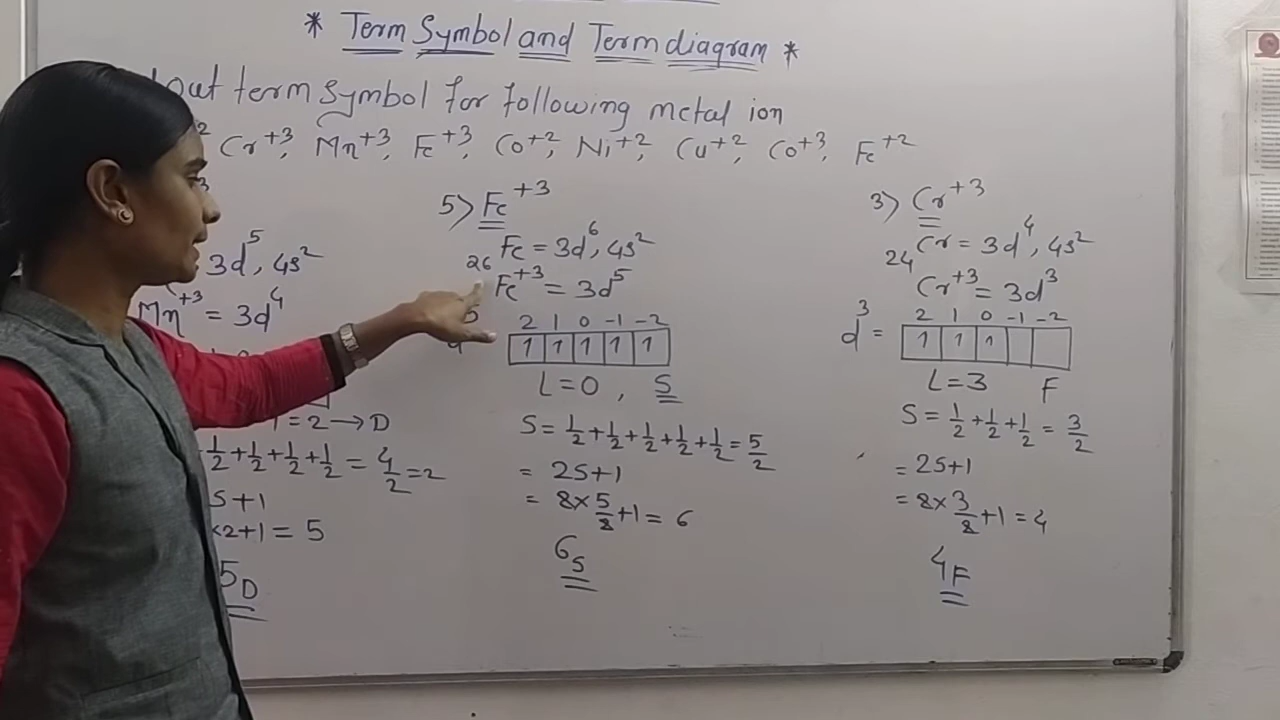 * Term Symbol and Term diagram *
out term symbol for following metal ion
Cr+3, Mn+3, Fe+3, Co+2, Ni+2, Cu+2, Co+3, Fe+2
3d5, 4s2
Mn+3 = 3d4
= 2 → D
1/2 + 1/2 + 1/2 + 1/2 = 4/2 = 2
S+1
×2+1 = 5
5D
5> Fe+3
26 Fe = 3d6, 4s2
Fe+3 = 3d5
2 1 0 -1 -2
1 1 1 1 1
L=0, S
S = 1/2 + 1/2 + 1/2 + 1/2 + 1/2 = 5/2
= 2S+1
= 2 × 5/2 + 1 = 6
6S
3> Cr+3
24 Cr = 3d4, 4s2
Cr+3 = 3d3
2 1 0 -1 -2
d3 = 1 1 1
L=3 F
S = 1/2 + 1/2 + 1/2 = 3/2
= 2S+1
= 2 × 3/2 + 1 = 4
4F